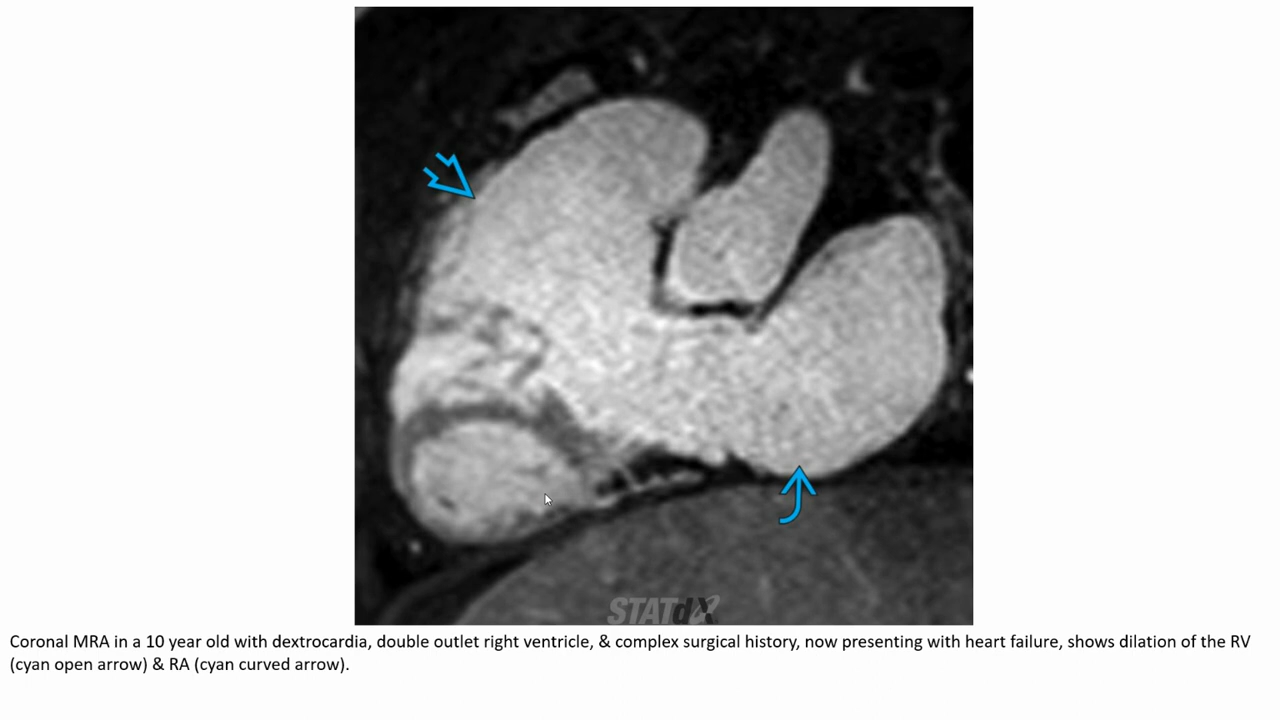 STATdX
Coronal MRA in a 10 year old with dextrocardia, double outlet right ventricle, & complex surgical history, now presenting with heart failure, shows dilation of the RV
(cyan open arrow) & RA (cyan curved arrow).